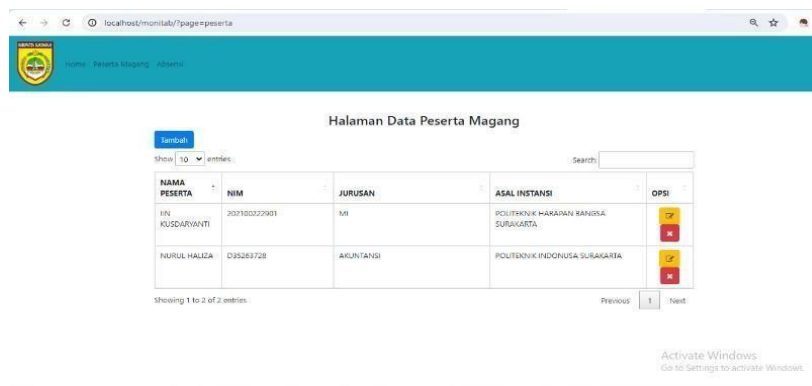 localhost/monitab/?page=peserta
Home Peserta Magang Absensi
Halaman Data Peserta Magang
Tambah
Show 10 entries
Search:
NAMA PESERTA NIM JURUSAN ASAL INSTANSI OPSI
IIN KUSDARYANTI 202100222901 MI POLITEKNIK HARAPAN BANGSA SURAKARTA
NURUL HALIZA D35263728 AKUNTANSI POLITEKNIK INDONUSA SURAKARTA
Showing 1 to 2 of 2 entries
Previous 1 Next
Activate Windows
Go to Settings to activate Windows.